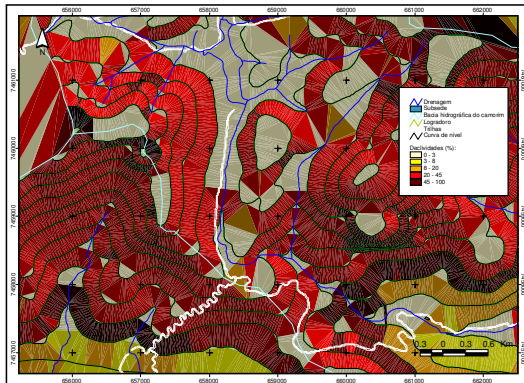 656000 657000 658000 659000 660000 661000 662000
N
Drenagem
Subsede
Bacia hidrográfica do camorim
Logradoro
Trilhas
Curva de nível
Declividades (%):
0 - 3
3 - 8
8 - 20
20 - 45
45 - 100
0.3 0 0.3 0.6 Km
656000 657000 658000 659000 660000 661000 662000